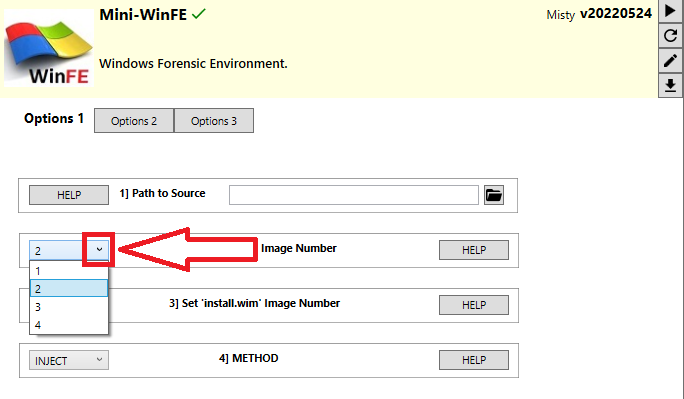 Mini-WinFE
Misty v20220524
WinFE
Windows Forensic Environment.
Options 1
Options 2
Options 3
HELP
1] Path to Source
2
Image Number
HELP
1
2
3
4
3] Set 'install.wim' Image Number
HELP
INJECT
4] METHOD
HELP